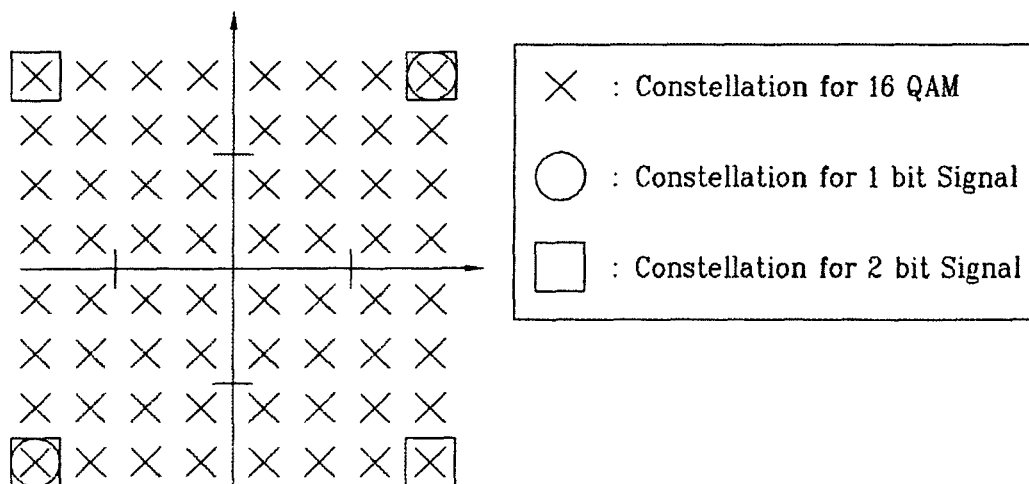 : Constellation for 16 QAM
: Constellation for 1 bit Signal
: Constellation for 2 bit Signal